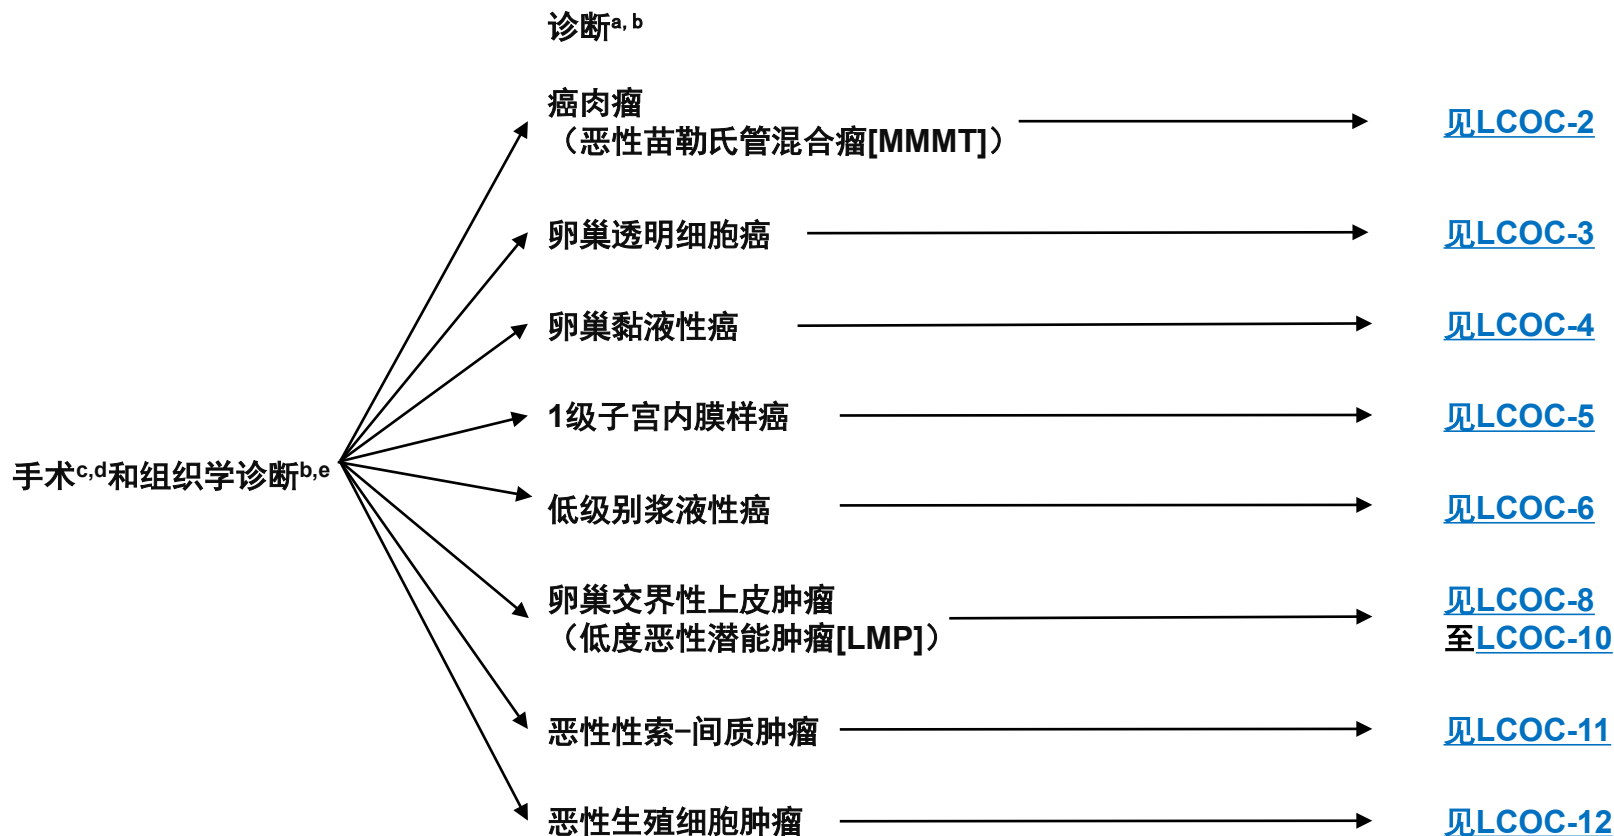 诊断a, b
癌肉瘤
（恶性苗勒氏管混合瘤[MMMT]）
见LCOC-2
卵巢透明细胞癌
见LCOC-3
卵巢黏液性癌
见LCOC-4
1级子宫内膜样癌
见LCOC-5
手术c,d和组织学诊断b,e
低级别浆液性癌
见LCOC-6
卵巢交界性上皮肿瘤
（低度恶性潜能肿瘤[LMP]）
见LCOC-8
至LCOC-10
恶性性索-间质肿瘤
见LCOC-11
恶性生殖细胞肿瘤
见LCOC-12